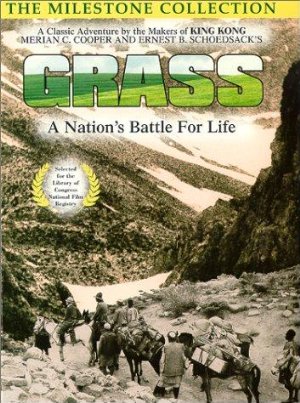 THE MILESTONE COLLECTION
A Classic Adventure by the Makers of KING KONG
MERIAN C. COOPER AND ERNEST B. SCHOEDSACK'S
GRASS
A Nation's Battle For Life
Selected
for the
Library of
Congress
National Film
Registry